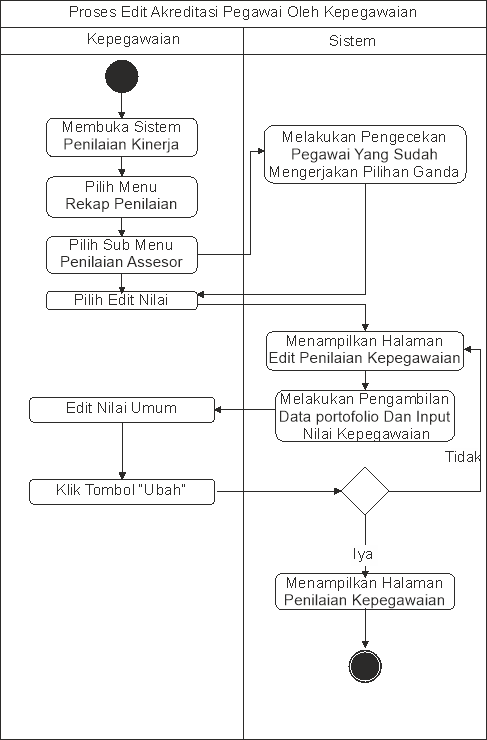 Proses Edit Akreditasi Pegawai Oleh Kepegawaian
Kepegawaian
Sistem
Membuka Sistem
Penilaian Kinerja
Melakukan Pengecekan
Pegawai Yang Sudah
Mengerjakan Pilihan Ganda
Pilih Menu
Rekap Penilaian
Pilih Sub Menu
Penilaian Assesor
Pilih Edit Nilai
Menampilkan Halaman
Edit Penilaian Kepegawaian
Melakukan Pengambilan
Data portofolio Dan Input
Nilai Kepegawaian
Edit Nilai Umum
Klik Tombol "Ubah"
Tidak
Iya
Menampilkan Halaman
Penilaian Kepegawaian